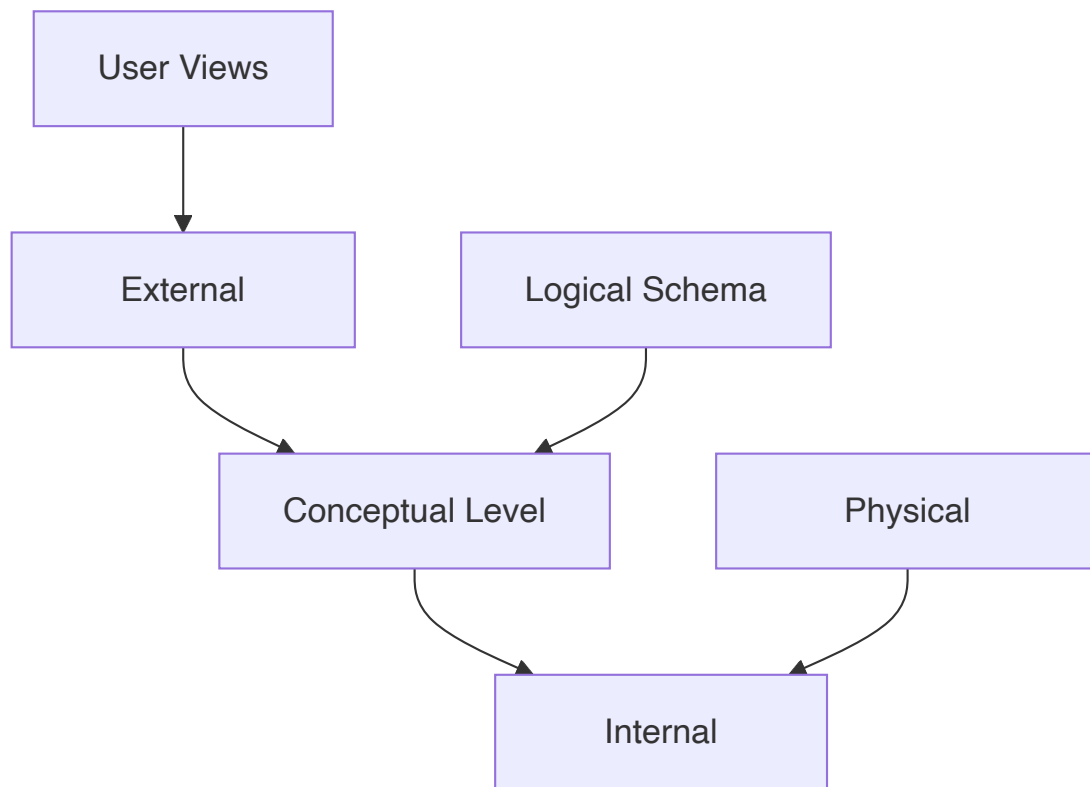 User Views
External
Logical Schema
Conceptual Level
Physical
Internal